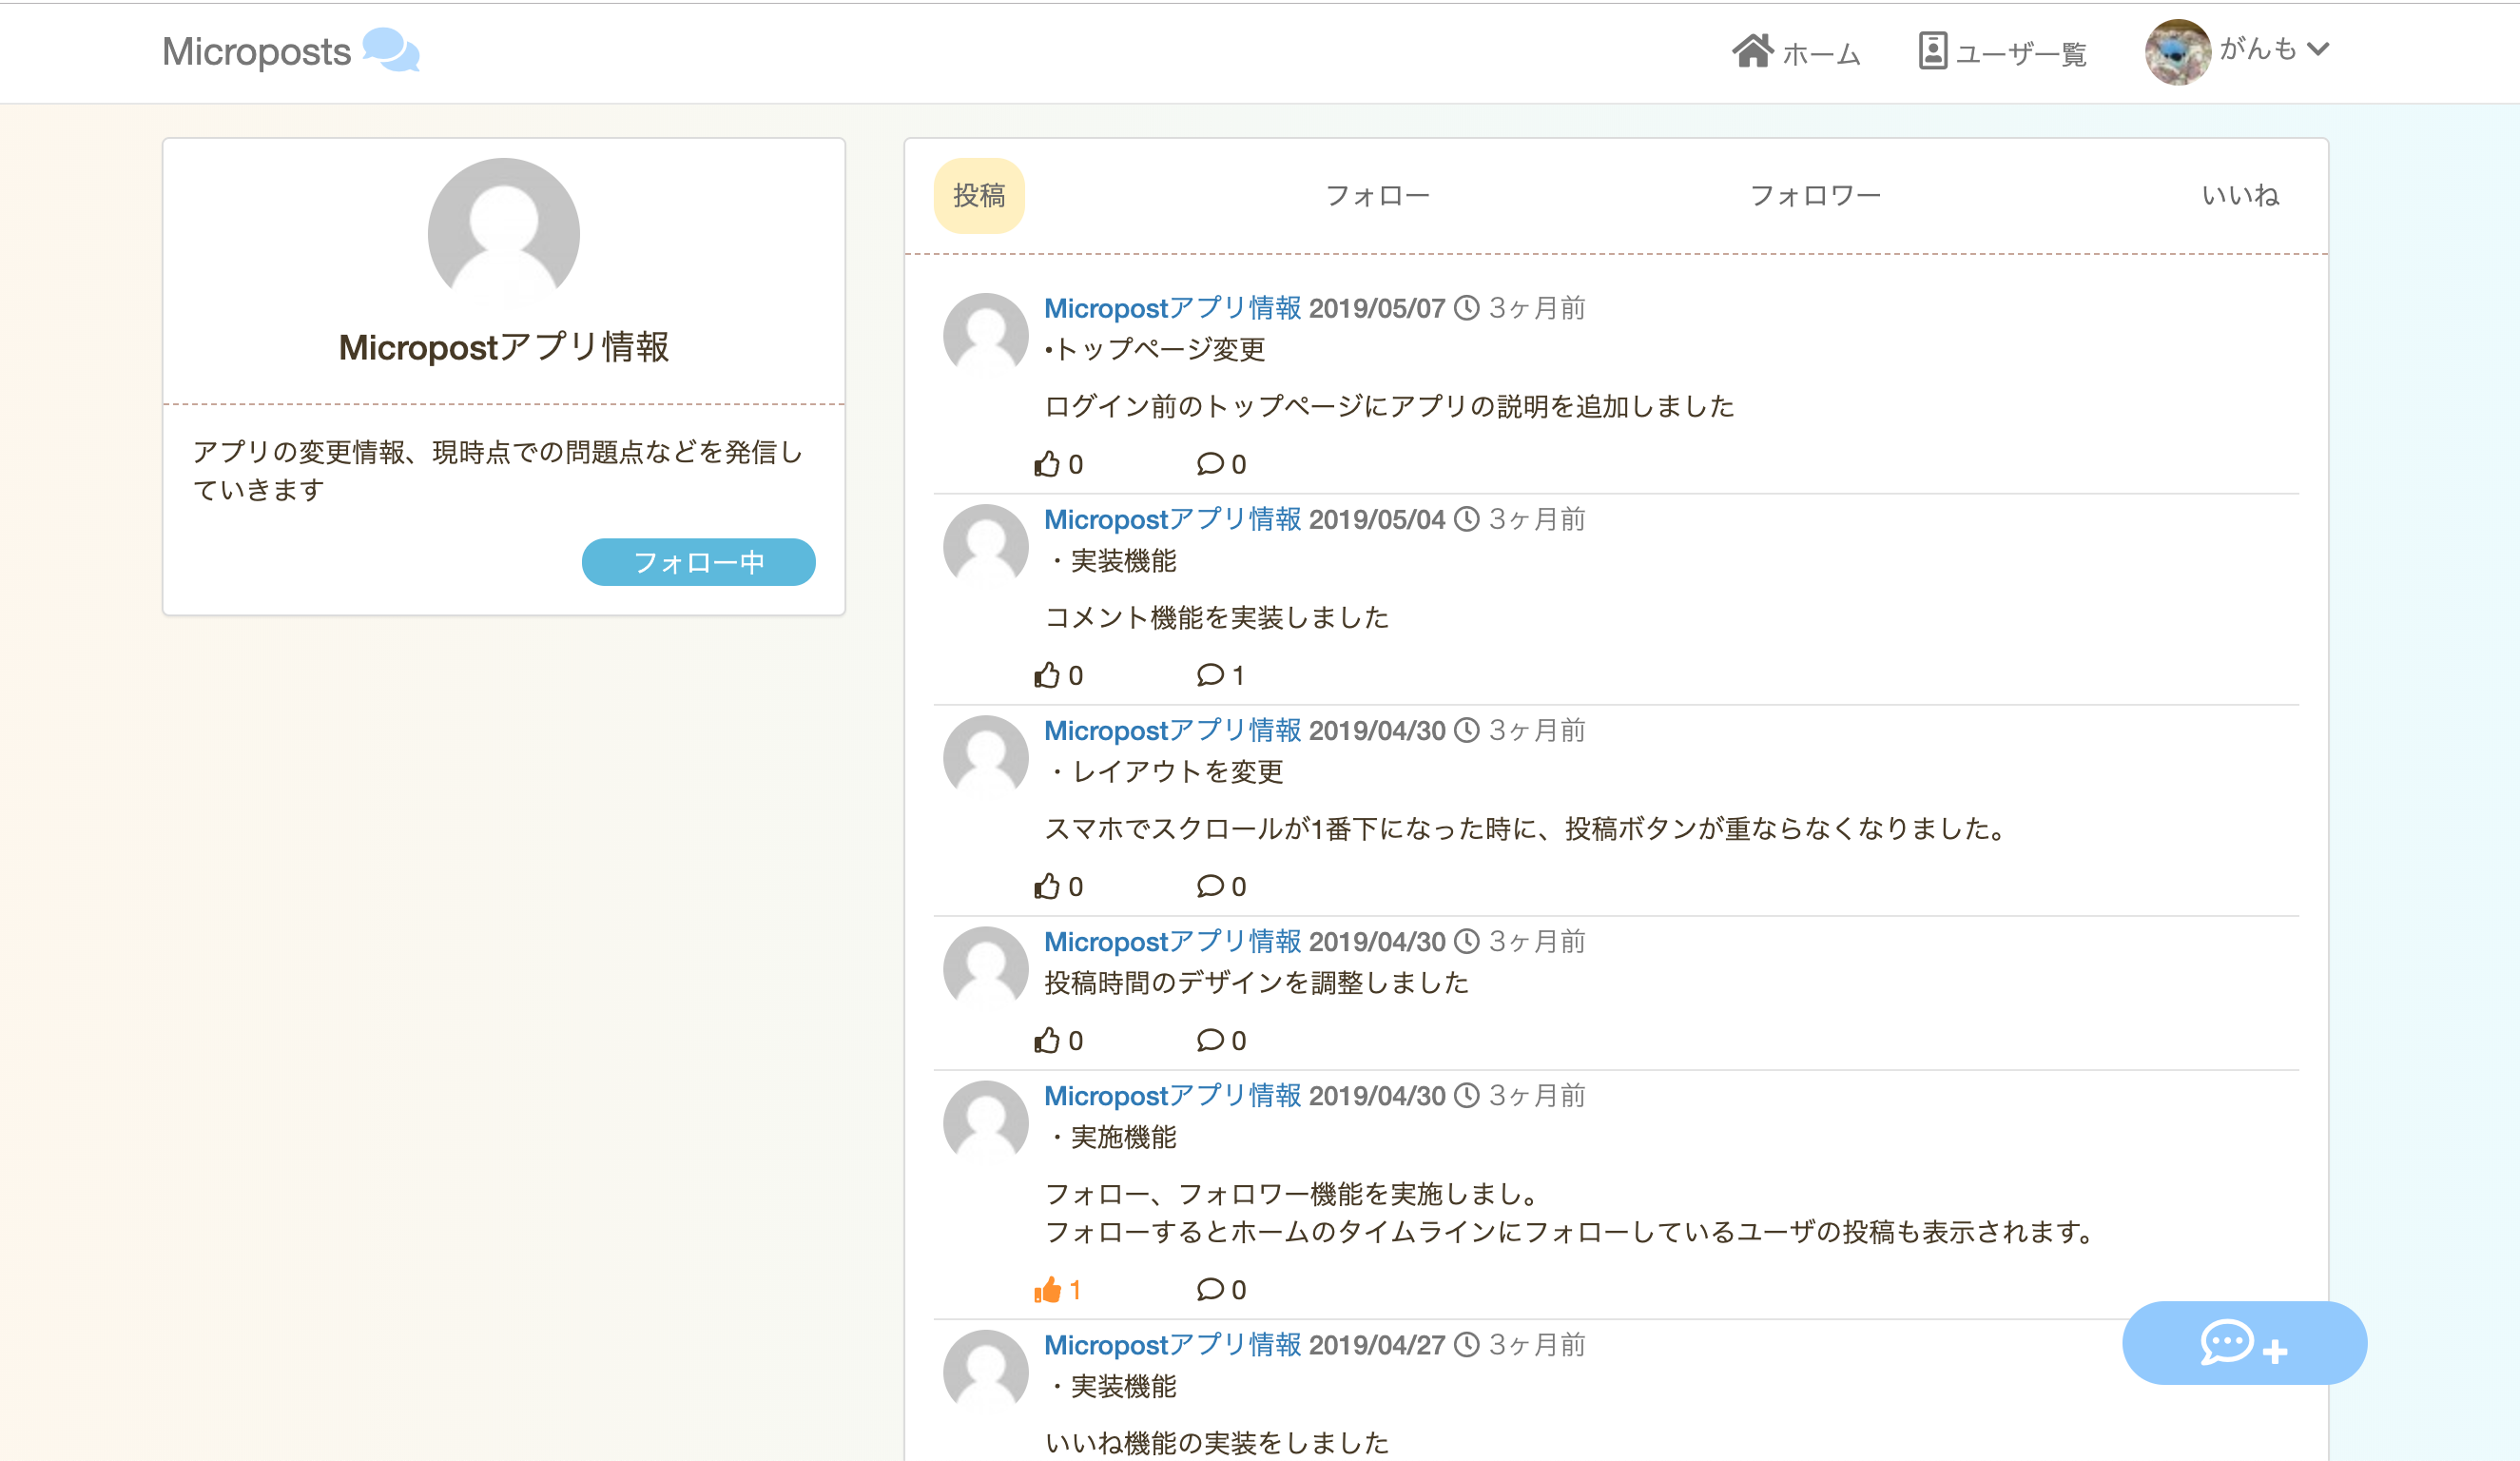 Microposts
ホーム
ユーザ一覧
がんも
Micropostアプリ情報
アプリの変更情報、現時点での問題点などを発信し
ていきます
フォロー中
投稿 フォロー フォロワー いいね
Micropostアプリ情報 2019/05/07 3ヶ月前
•トップページ変更
ログイン前のトップページにアプリの説明を追加しました
0 0
Micropostアプリ情報 2019/05/04 3ヶ月前
・実装機能
コメント機能を実装しました
0 1
Micropostアプリ情報 2019/04/30 3ヶ月前
・レイアウトを変更
スマホでスクロールが1番下になった時に、投稿ボタンが重ならなくなりました。
0 0
Micropostアプリ情報 2019/04/30 3ヶ月前
投稿時間のデザインを調整しました
0 0
Micropostアプリ情報 2019/04/30 3ヶ月前
・実施機能
フォロー、フォロワー機能を実施しまし。
フォローするとホームのタイムラインにフォローしているユーザの投稿も表示されます。
1 0
Micropostアプリ情報 2019/04/27 3ヶ月前
・実装機能
いいね機能の実装をしました